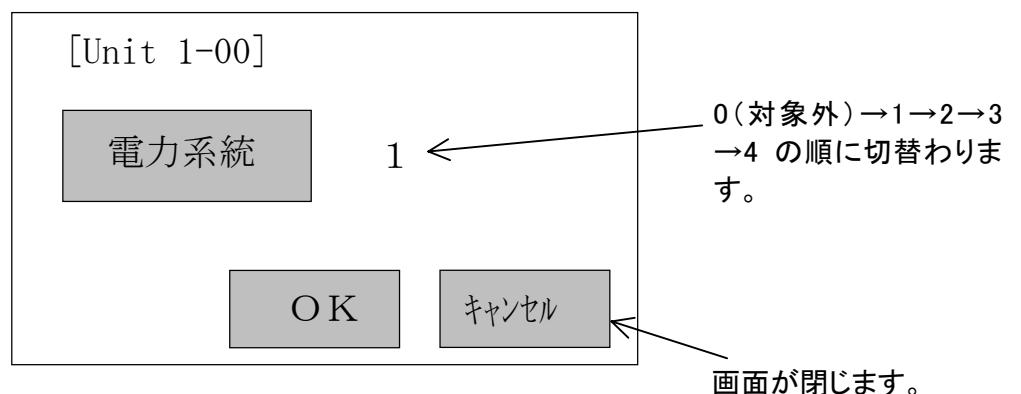 [Unit 1-00]
電力系統 1
0(対象外)→1→2→3
→4 の順に切替わりま
す。
OK キャンセル
画面が閉じます。